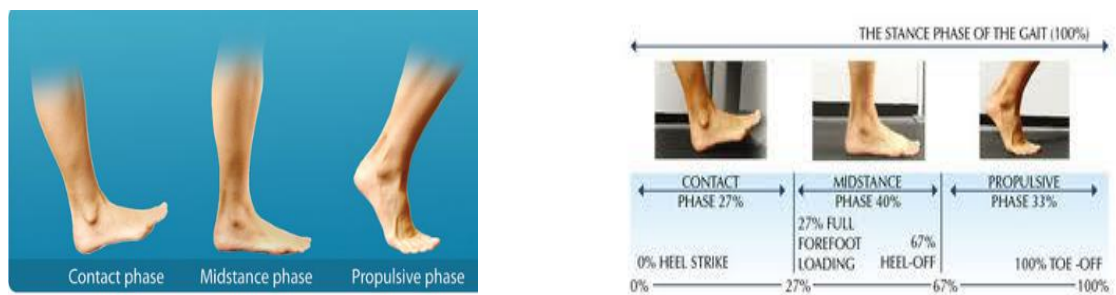 Contact phase Midstance phase Propulsive phase
THE STANCE PHASE OF THE GAIT (100%)
CONTACT
PHASE 27%
MIDSTANCE
PHASE 40%
PROPULSIVE
PHASE 33%
27% FULL
FOREFOOT
LOADING
67%
HEEL-OFF
0% HEEL STRIKE
100% TOE -OFF
0% 27% 67% 100%